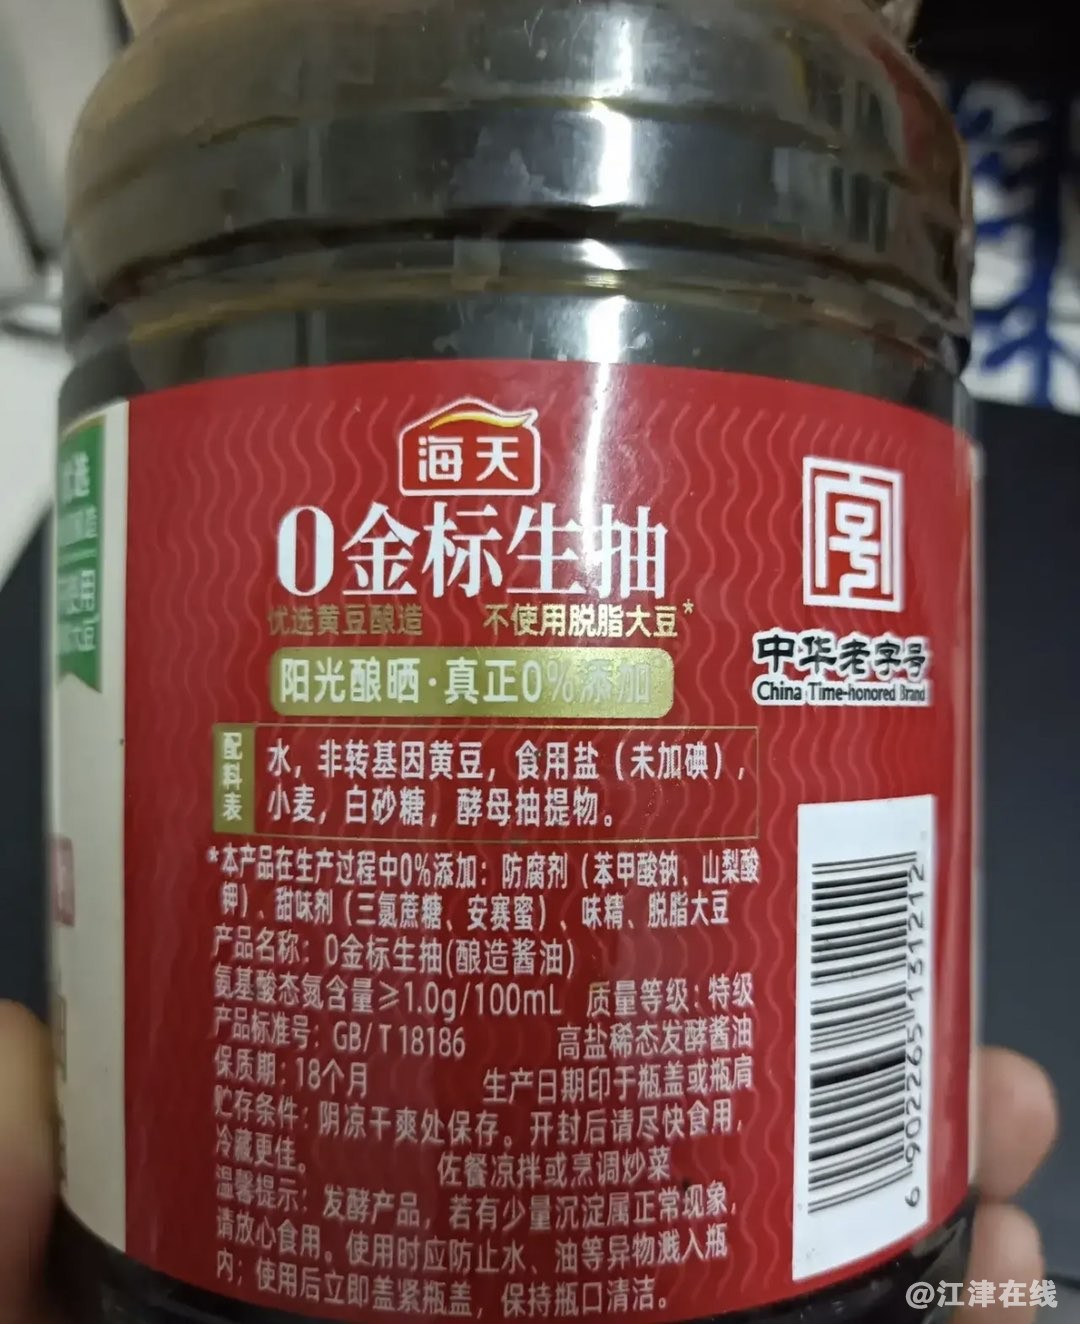 海天
0金标生抽
优选黄豆酿造 不使用脱脂大豆*
阳光酿晒·真正0%添加
中华老字号
China Time-honored Brand
配料表
水，非转基因黄豆，食用盐（未加碘），
小麦，白砂糖，酵母抽提物。
*本产品在生产过程中0%添加：防腐剂（苯甲酸钠、山梨酸
钾）、甜味剂（三氯蔗糖、安赛蜜）、味精、脱脂大豆
产品名称：0金标生抽(酿造酱油)
氨基酸态氮含量≥1.0g/100mL 质量等级：特级
产品标准号：GB/T 18186 高盐稀态发酵酱油
保质期：18个月 生产日期印于瓶盖或瓶肩
贮存条件：阴凉干爽处保存。开封后请尽快食用，
冷藏更佳。 佐餐凉拌或烹调炒菜
温馨提示：发酵产品，若有少量沉淀属正常现象，
请放心食用。使用时应防止水、油等异物溅入瓶
内；使用后立即盖紧瓶盖，保持瓶口清洁。
6 902265 131212
使用
大豆
@江津在线